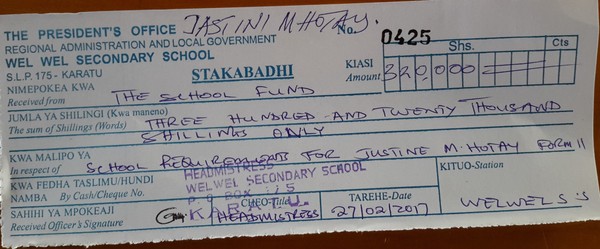 THE PRESIDENT'S OFFICE JASTINI MHOTAY.
REGIONAL ADMINISTRATION AND LOCAL GOVERNMENT No. 0425
WEL WEL SECONDARY SCHOOL
S.L.P. 175 - KARATU STAKABADHI KIASI Shs. Cts
NIMEPOKEA KWA Amount 320,000
Received from THE SCHOOL FUND
JUMLA YA SHILINGI (Kwa maneno) THREE HUNDRED AND TWENTY THOUSAND
The sum of Shillings (Words) SHILLINGS ONLY
KWA MALIPO YA
In respect of SCHOOL REQUIREMENTS FOR JUSTINE M. HOTAY FORM 11
HEADMISTRESS
KWA FEDHA TASLIMU/HUNDI WELWEL SECONDARY SCHOOL KITUO-Station
NAMBA By Cash/Cheque No. P. O. BOX 175
KARATU CHEO-Title TAREHE-Date WELWEL S.S
SAHIHI YA MPOKEAJI
Received Officer's Signature HEADMISTRESS 27/02/2017